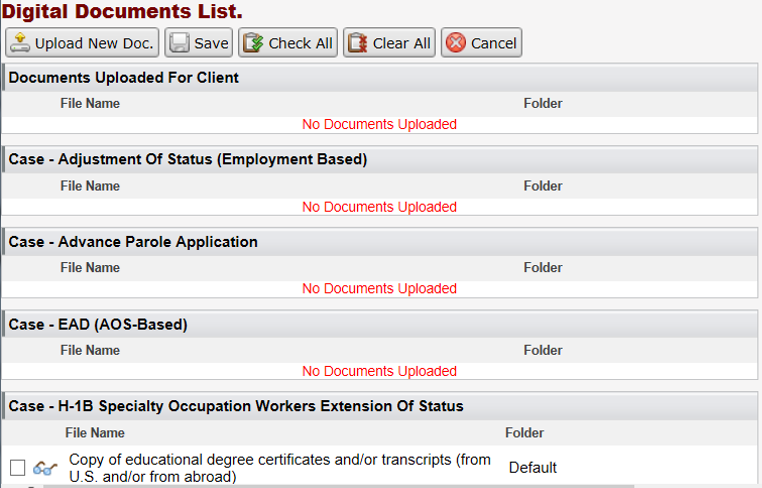 Digital Documents List.
Upload New Doc. Save Check All Clear All Cancel
Documents Uploaded For Client
File Name Folder
No Documents Uploaded
Case - Adjustment Of Status (Employment Based)
File Name Folder
No Documents Uploaded
Case - Advance Parole Application
File Name Folder
No Documents Uploaded
Case - EAD (AOS-Based)
File Name Folder
No Documents Uploaded
Case - H-1B Specialty Occupation Workers Extension Of Status
File Name Folder
Copy of educational degree certificates and/or transcripts (from Default
U.S. and/or from abroad)